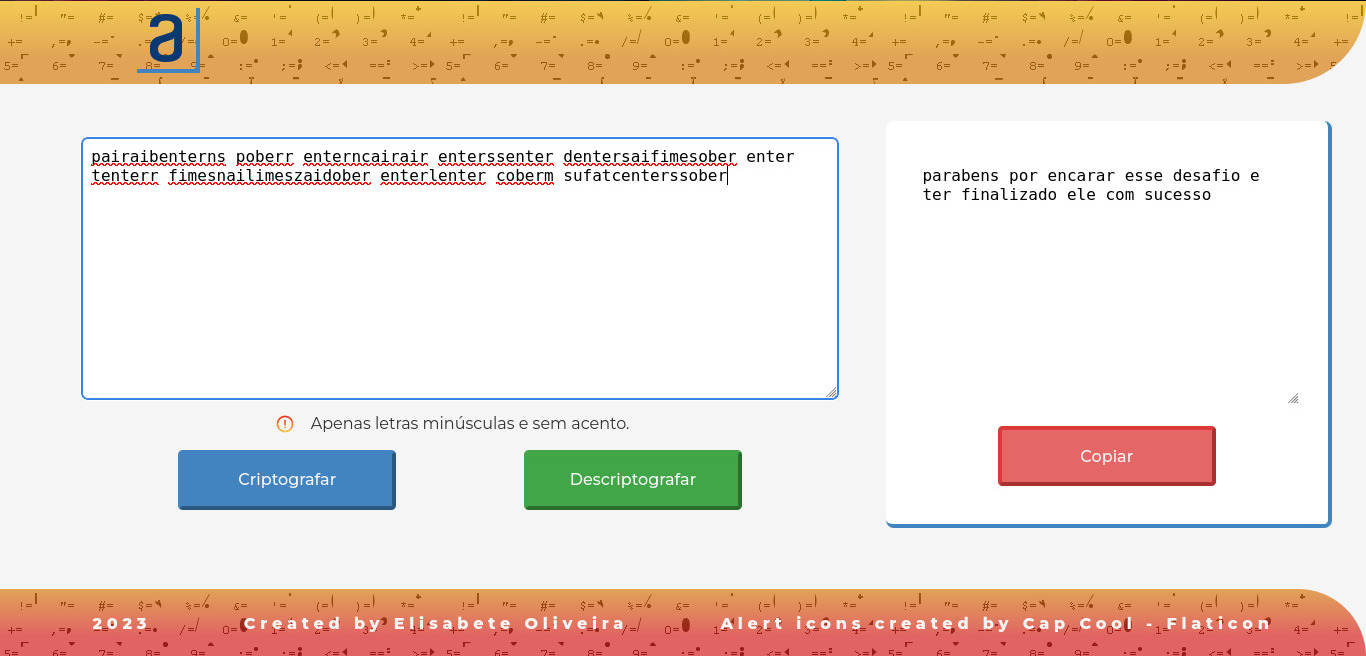 a
pairaibenterns poberr enterncairair enterssenter dentersaifimesober enter
tenterr fimesnailimeszaidober enterlenter coberm sufatcenterssober
parabens por encarar esse desafio e
ter finalizado ele com sucesso
Apenas letras minúsculas e sem acento.
Criptografar
Descriptografar
Copiar
2023
Created by Elisabete Oliveira
Alert icons created by Cap Cool - Flaticon